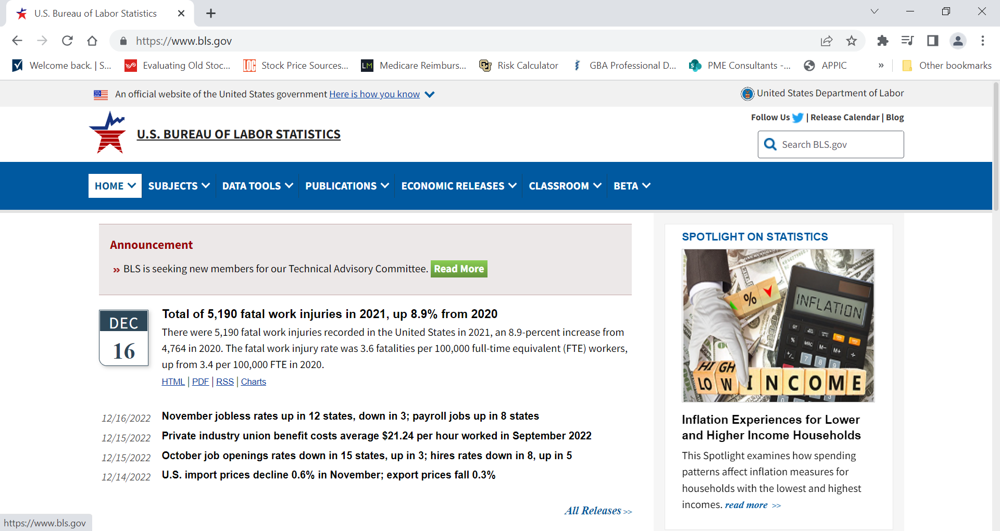 U.S. Bureau of Labor Statistics
https://www.bls.gov
Welcome back. | S...
Evaluating Old Stoc...
Stock Price Sources...
LM
Medicare Reimburs...
Risk Calculator
GBA Professional D...
PME Consultants -...
APPIC
»
Other bookmarks
An official website of the United States government Here is how you know
United States Department of Labor
Follow Us | Release Calendar | Blog
U.S. BUREAU OF LABOR STATISTICS
Search BLS.gov
HOME SUBJECTS DATA TOOLS PUBLICATIONS ECONOMIC RELEASES CLASSROOM BETA
Announcement
» BLS is seeking new members for our Technical Advisory Committee. Read More
DEC
16
Total of 5,190 fatal work injuries in 2021, up 8.9% from 2020
There were 5,190 fatal work injuries recorded in the United States in 2021, an 8.9-percent increase from
4,764 in 2020. The fatal work injury rate was 3.6 fatalities per 100,000 full-time equivalent (FTE) workers,
up from 3.4 per 100,000 FTE in 2020.
HTML | PDF | RSS | Charts
12/16/2022 November jobless rates up in 12 states, down in 3; payroll jobs up in 8 states
12/15/2022 Private industry union benefit costs average $21.24 per hour worked in September 2022
12/15/2022 October job openings rates down in 15 states, up in 3; hires rates down in 8, up in 5
12/14/2022 U.S. import prices decline 0.6% in November; export prices fall 0.3%
All Releases >>
SPOTLIGHT ON STATISTICS
%
INFLATION
HIGH
LOW INCOME
Inflation Experiences for Lower
and Higher Income Households
This Spotlight examines how spending
patterns affect inflation measures for
households with the lowest and highest
incomes. read more >>
https://www.bls.gov